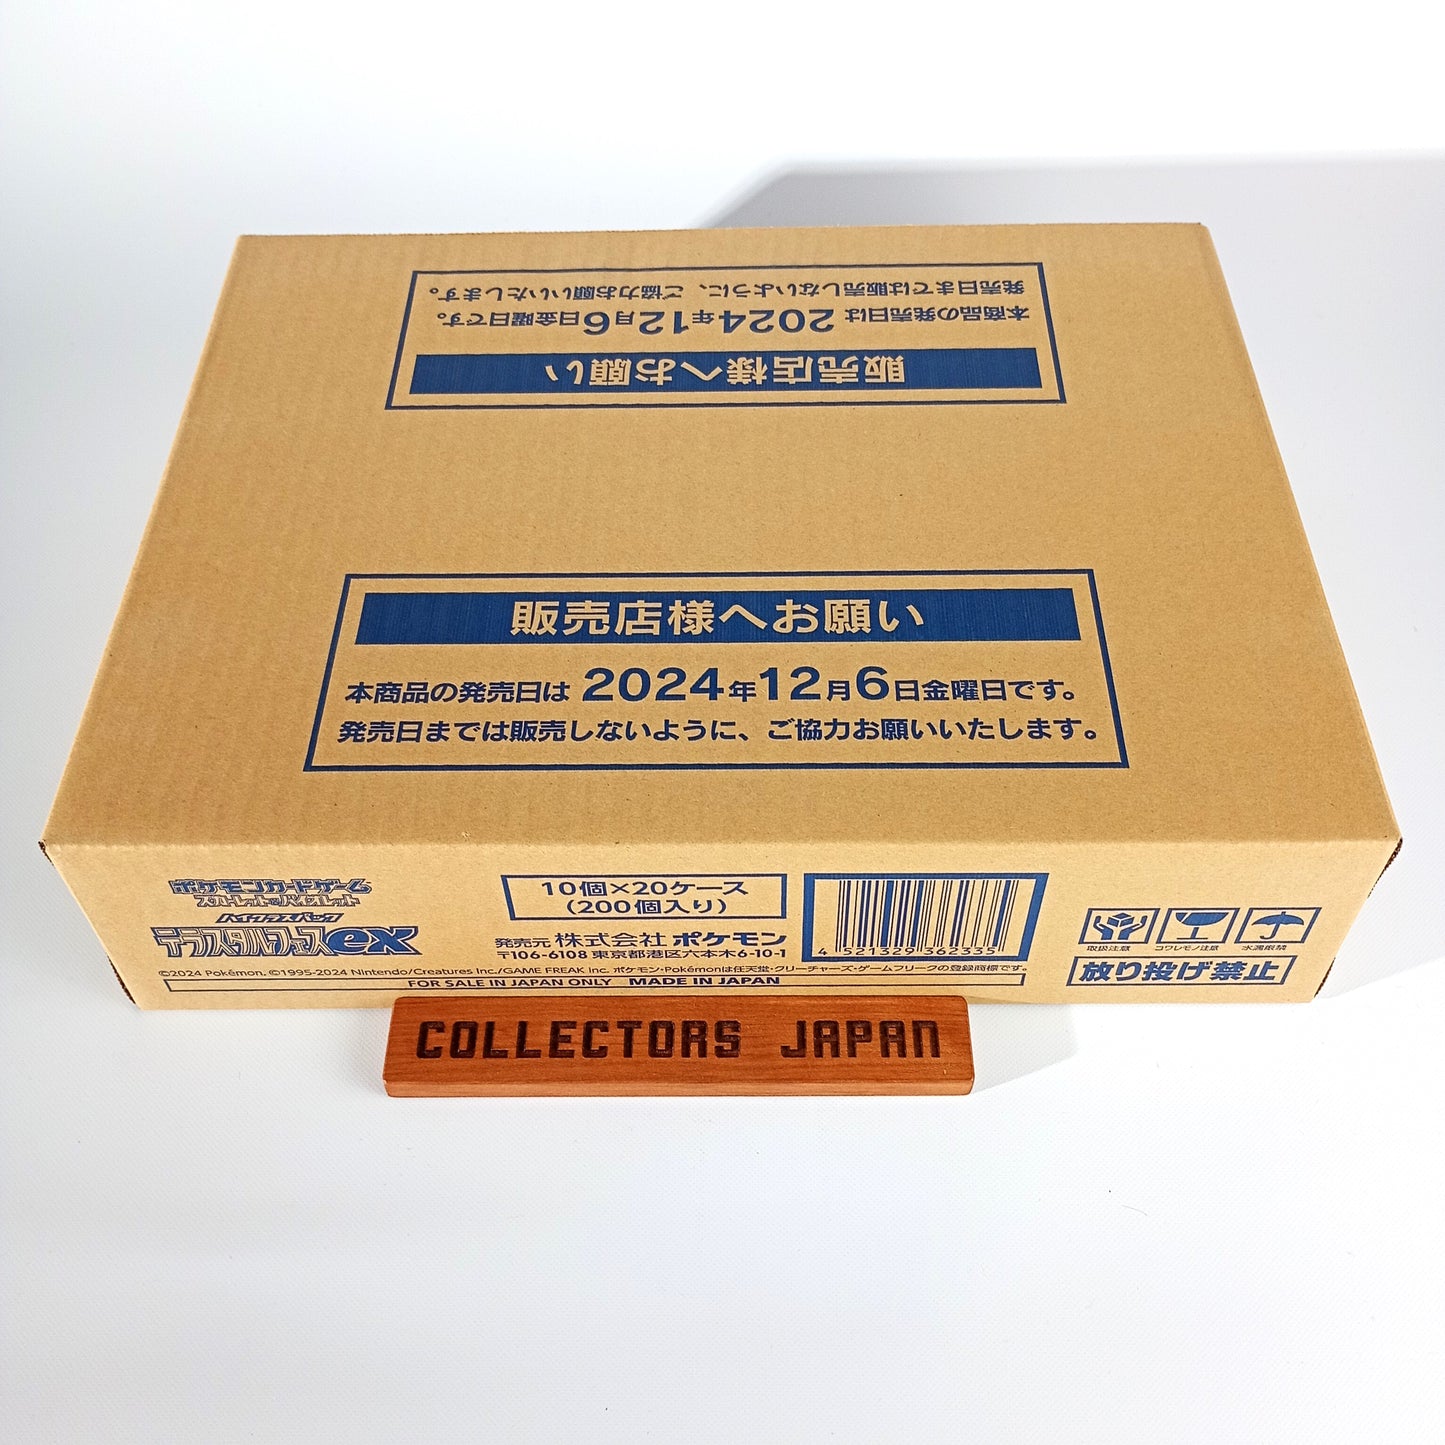 本商品の発売日は 2024年12月6日金曜日です。
発売日までは販売しないように、ご協力お願いいたします。
販売店様へお願い
販売店様へお願い
本商品の発売日は 2024年12月6日金曜日です。
発売日までは販売しないように、ご協力お願いいたします。
ポケモンカードゲーム
スカーレット&バイオレット
ハイクラスパック
テラスタルフェスex
10個×20ケース
(200個入り)
発売元 株式会社 ポケモン
〒106-6108 東京都港区六本木6-10-1
4 521329 362335
取扱注意 コワレモノ注意 水濡厳禁
放り投げ禁止
©2024 Pokémon. ©1995-2024 Nintendo/Creatures Inc./GAME FREAK inc. ポケモン・Pokémonは任天堂・クリーチャーズ・ゲームフリークの登録商標です。
FOR SALE IN JAPAN ONLY MADE IN JAPAN
COLLECTORS JAPAN